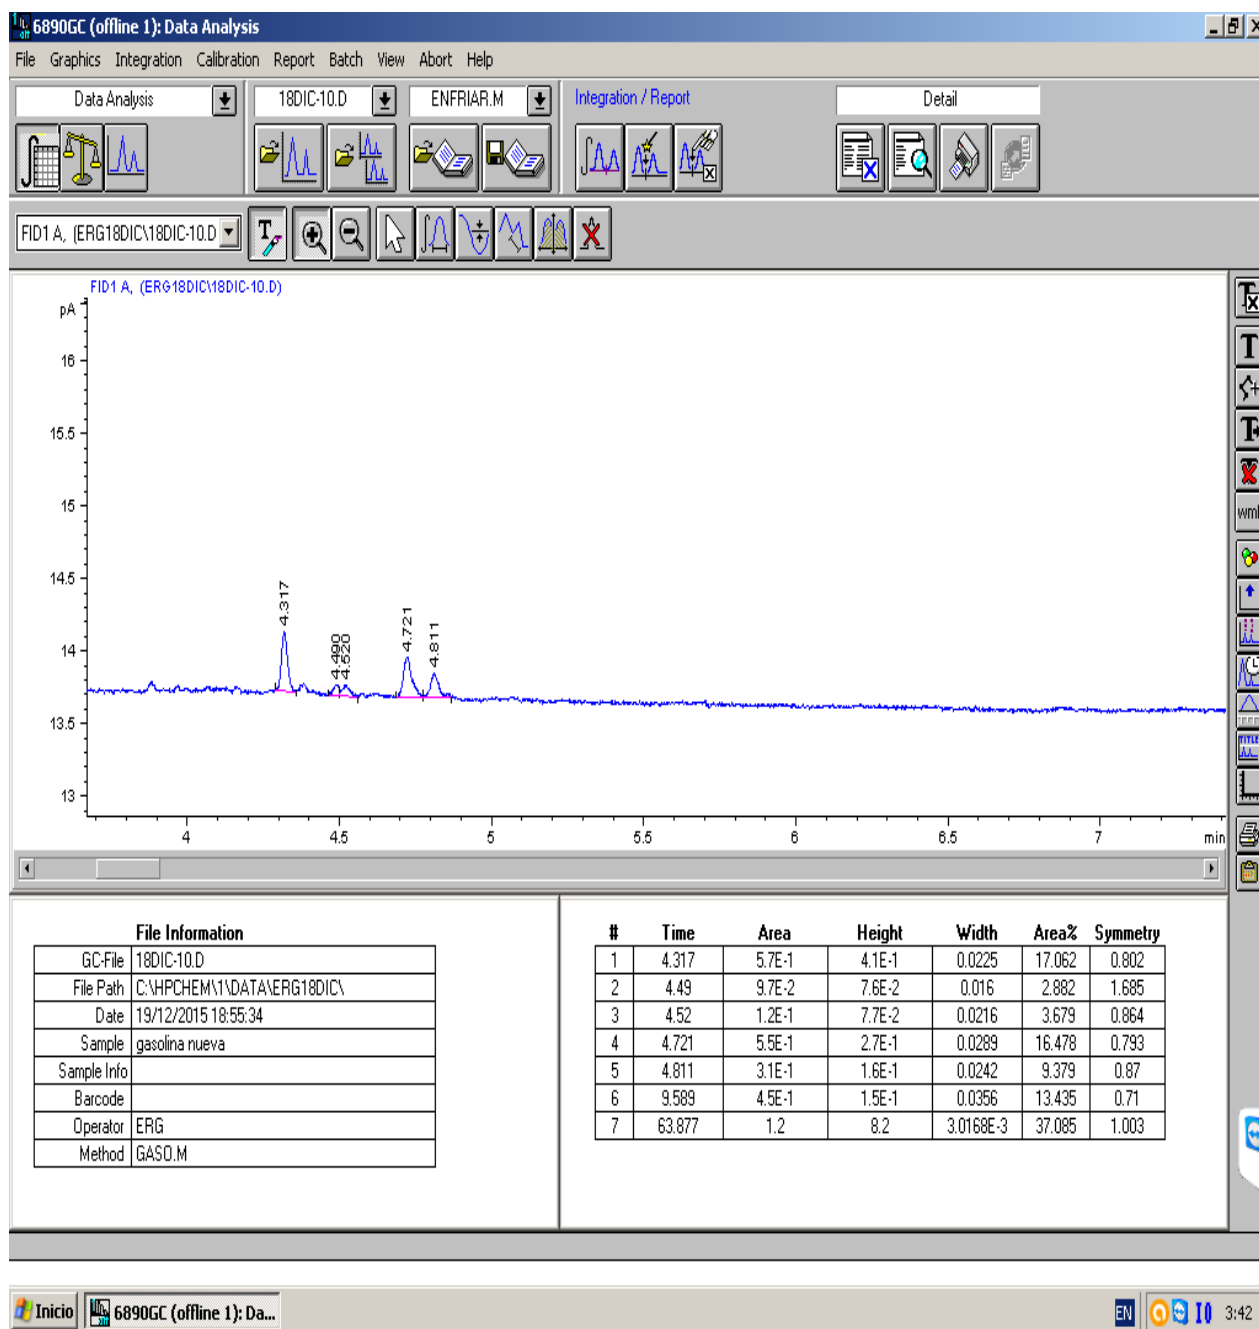 6890GC (offline 1): Data Analysis
File Graphics Integration Calibration Report Batch View Abort Help
Data Analysis 18DIC-10.D ENFRIAR.M Integration / Report Detail
FID1 A, (ERG18DIC\18DIC-10.D
FID1 A, (ERG18DIC\18DIC-10.D)
pA
16
15.5
15
14.5
14
13.5
13
4.317
4.490
4.520
4.721
4.811
4 4.5 5 5.5 6 6.5 7 min
wml
TITLE
File Information
GC-File 18DIC-10.D
File Path C:\HPCHEM\1\DATA\ERG18DIC\
Date 19/12/2015 18:55:34
Sample gasolina nueva
Sample Info
Barcode
Operator ERG
Method GASO.M
# Time Area Height Width Area% Symmetry
1 4.317 5.7E-1 4.1E-1 0.0225 17.062 0.802
2 4.49 9.7E-2 7.6E-2 0.016 2.882 1.685
3 4.52 1.2E-1 7.7E-2 0.0216 3.679 0.864
4 4.721 5.5E-1 2.7E-1 0.0289 16.478 0.793
5 4.811 3.1E-1 1.6E-1 0.0242 9.379 0.87
6 9.589 4.5E-1 1.5E-1 0.0356 13.435 0.71
7 63.877 1.2 8.2 3.0168E-3 37.085 1.003
Inicio 6890GC (offline 1): Da... EN 3:42